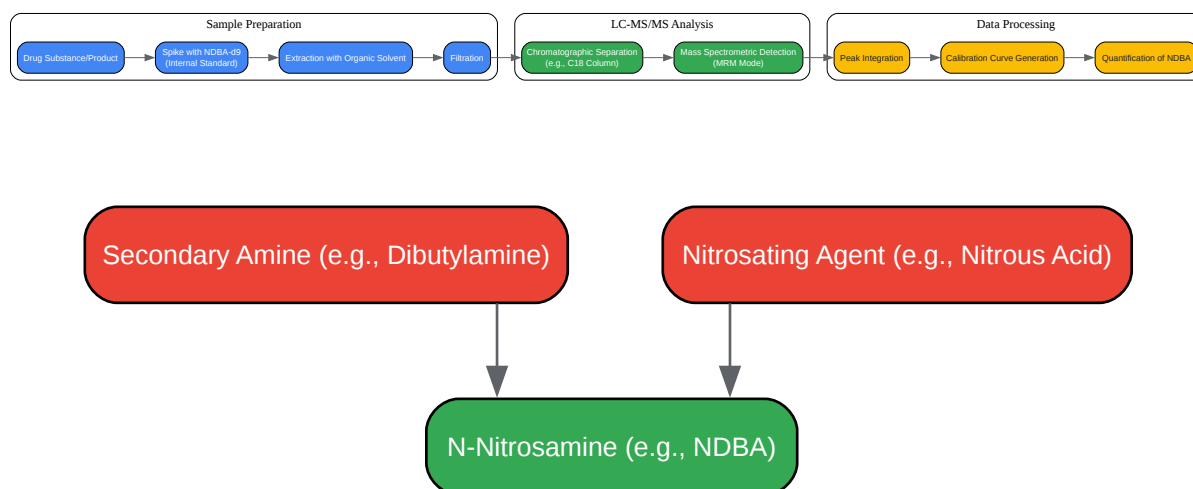 Sample Preparation
LC-MS/MS Analysis
Data Processing
Drug Substance/Product
Spike with NDBA-d9
(Internal Standard)
Extraction with Organic Solvent
Filtration
Chromatographic Separation
(e.g., C18 Column)
Mass Spectrometric Detection
(MRM Mode)
Peak Integration
Calibration Curve Generation
Quantification of NDBA
Secondary Amine (e.g., Dibutylamine)
Nitrosating Agent (e.g., Nitrous Acid)
N-Nitrosamine (e.g., NDBA)